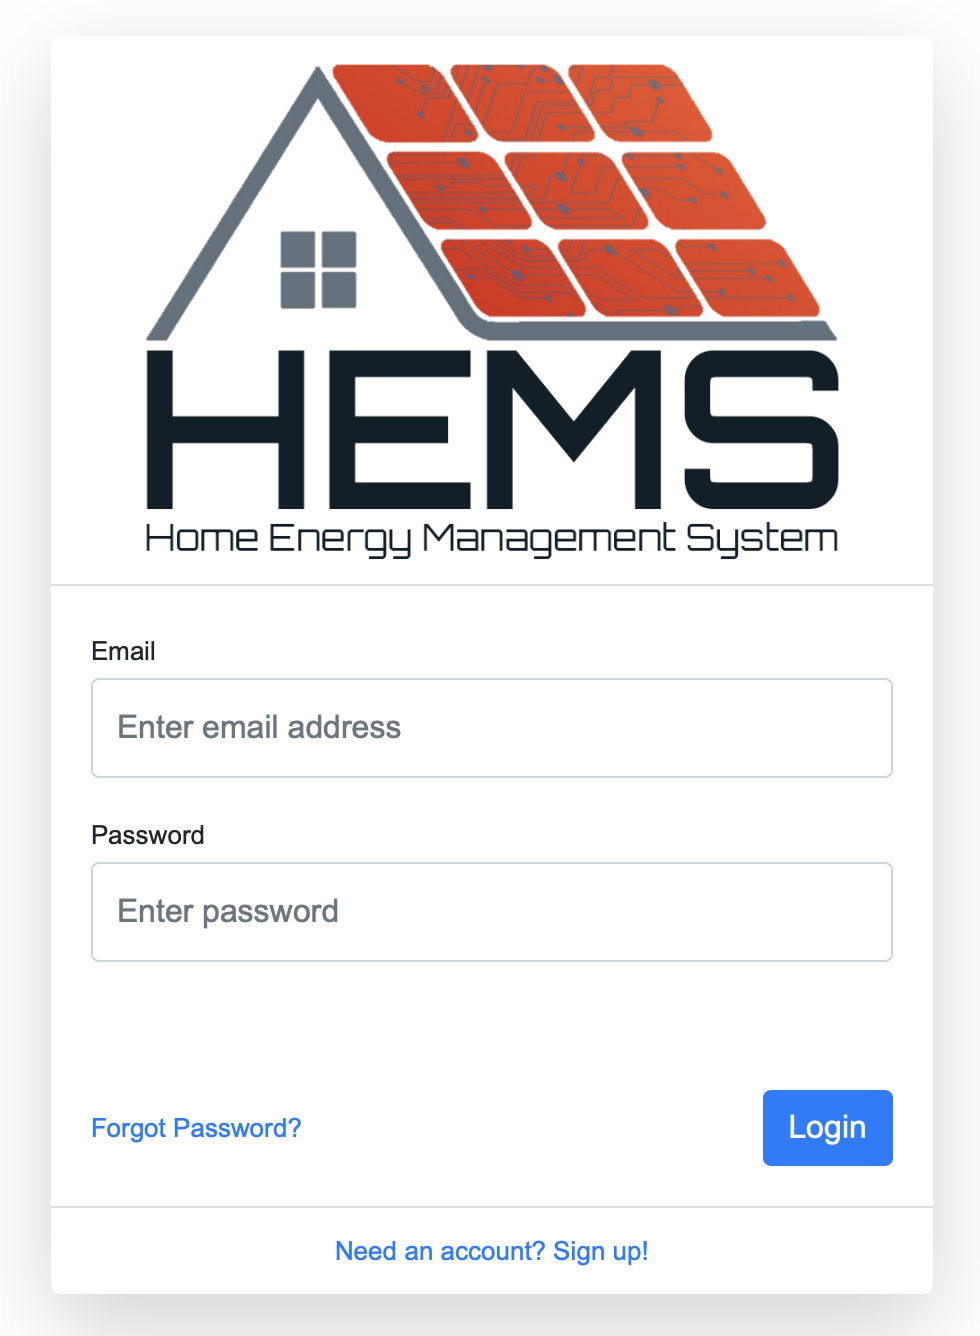 HEMS
Home Energy Management System
Email
Enter email address
Password
Enter password
Forgot Password?
Login
Need an account? Sign up!